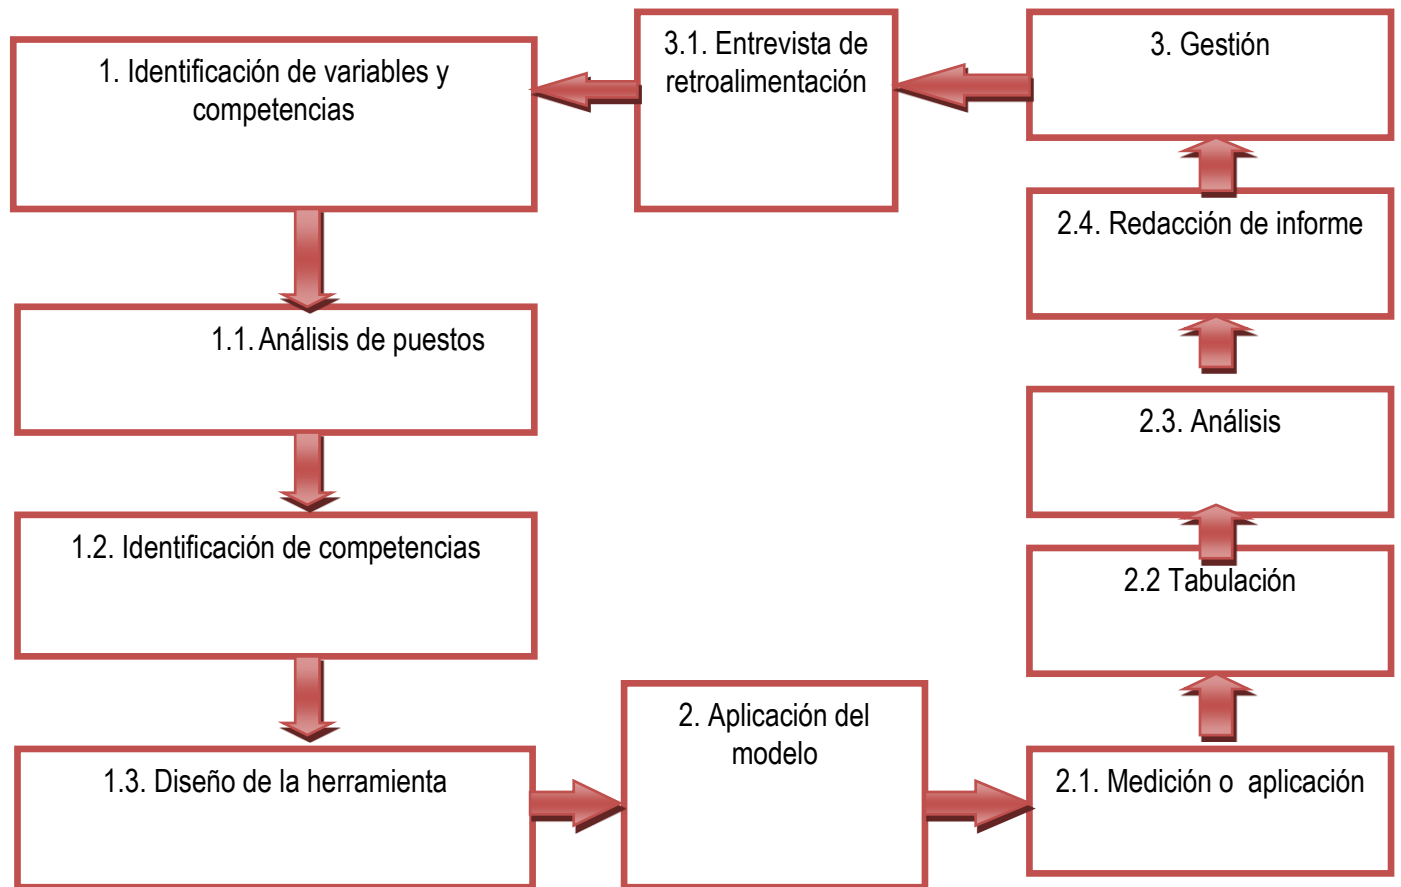 1. Identificación de variables y
competencias
1.1. Análisis de puestos
1.2. Identificación de competencias
1.3. Diseño de la herramienta
2. Aplicación del
modelo
2.1. Medición o  aplicación
2.2 Tabulación
2.3. Análisis
2.4. Redacción de informe
3. Gestión
3.1. Entrevista de
retroalimentación